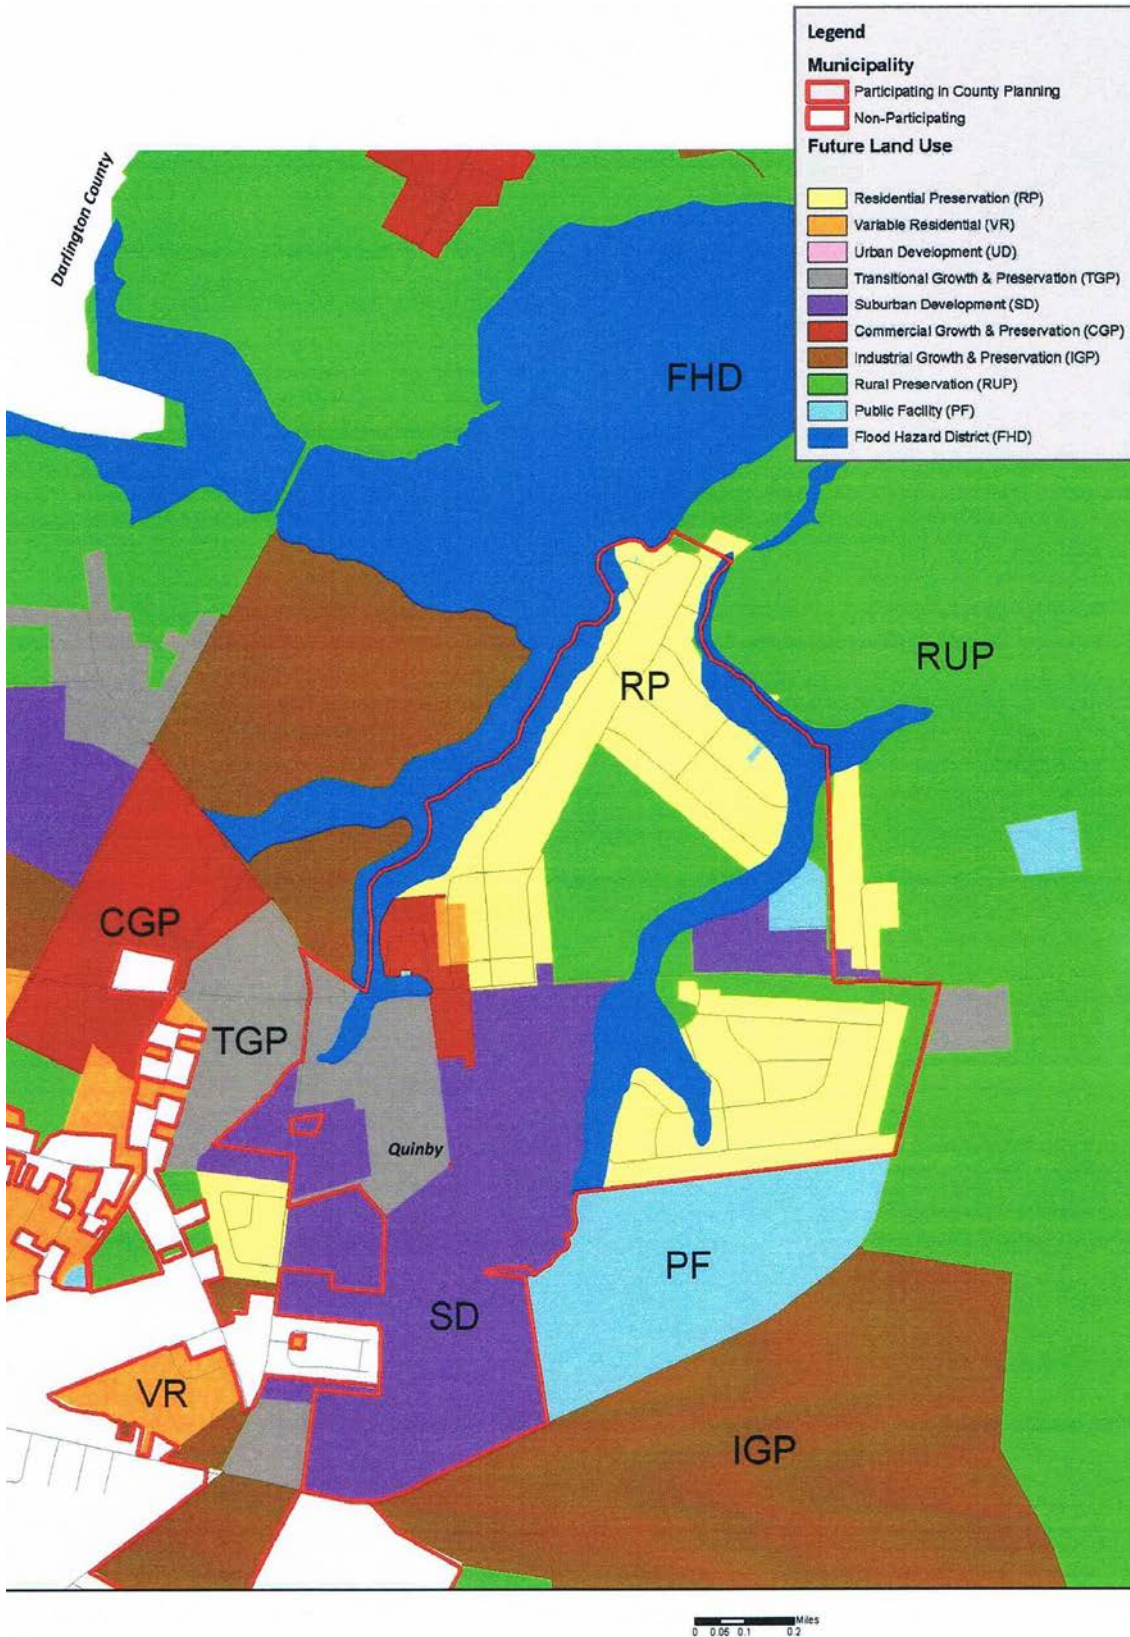 Legend
Municipality
Participating in County Planning
Non-Participating
Future Land Use
Residential Preservation (RP)
Variable Residential (VR)
Urban Development (UD)
Transitional Growth & Preservation (TGP)
Suburban Development (SD)
Commercial Growth & Preservation (CGP)
Industrial Growth & Preservation (IGP)
Rural Preservation (RUP)
Public Facility (PF)
Flood Hazard District (FHD)
Darlington County
FHD
RUP
RP
CGP
TGP
Quinby
PF
SD
VR
IGP
Miles
0 0.05 0.1 0.2